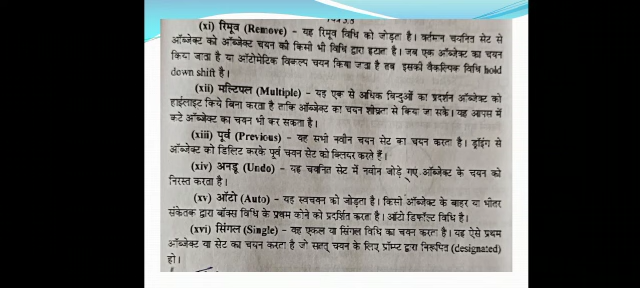 चित्र 3.5
(xi) रिमूव (Remove) – यह रिमूव विधि को जोड़ता है। वर्तमान चयनित सेट से
ऑब्जेक्ट को ऑब्जेक्ट चयन को किसी भी विधि द्वारा हटाता है। जब एक ऑब्जेक्ट का चयन
किया जाता है या ऑटोमेटिक विकल्प चयन किया जाता है तब इसकी वैकल्पिक विधि hold
down shift है।
(xii) मल्टिपल (Multiple) – यह एक से अधिक बिन्दुओं का प्रदर्शन ऑब्जेक्ट को
हाईलाइट किये बिना करता है ताकि ऑब्जेक्ट का चयन शीघ्रता से किया जा सके। यह आपस में
कटे ऑब्जेक्ट का चयन भी कर सकता है।
(xiii) पूर्व (Previous) – यह सभी नवीन चयन सेट का चयन करता है। ड्रइंग से
ऑब्जेक्ट को डिलिट करके पूर्व चयन सेट को क्लियर करते हैं।
(xiv) अनडू (Undo) – यह चयनित सेट में नवीन जोड़े गए ऑब्जेक्ट के चयन को
निरस्त करता है।
(xv) ऑटो (Auto) – यह स्वचयन को जोड़ता है। किसी ऑब्जेक्ट के बाहर या भीतर
संकेतक द्वारा बॉक्स विधि के प्रथम कोने को प्रदर्शित करता है। ऑटो डिफॉल्ट विधि है।
(xvi) सिंगल (Single) – यह एकल या सिंगल विधि का चयन करता है। यह ऐसे प्रथम
ऑब्जेक्ट या सेट का चयन करता है जो सतत् चयन के लिए प्रॉम्प्ट द्वारा निरूपित (designated)
हो।